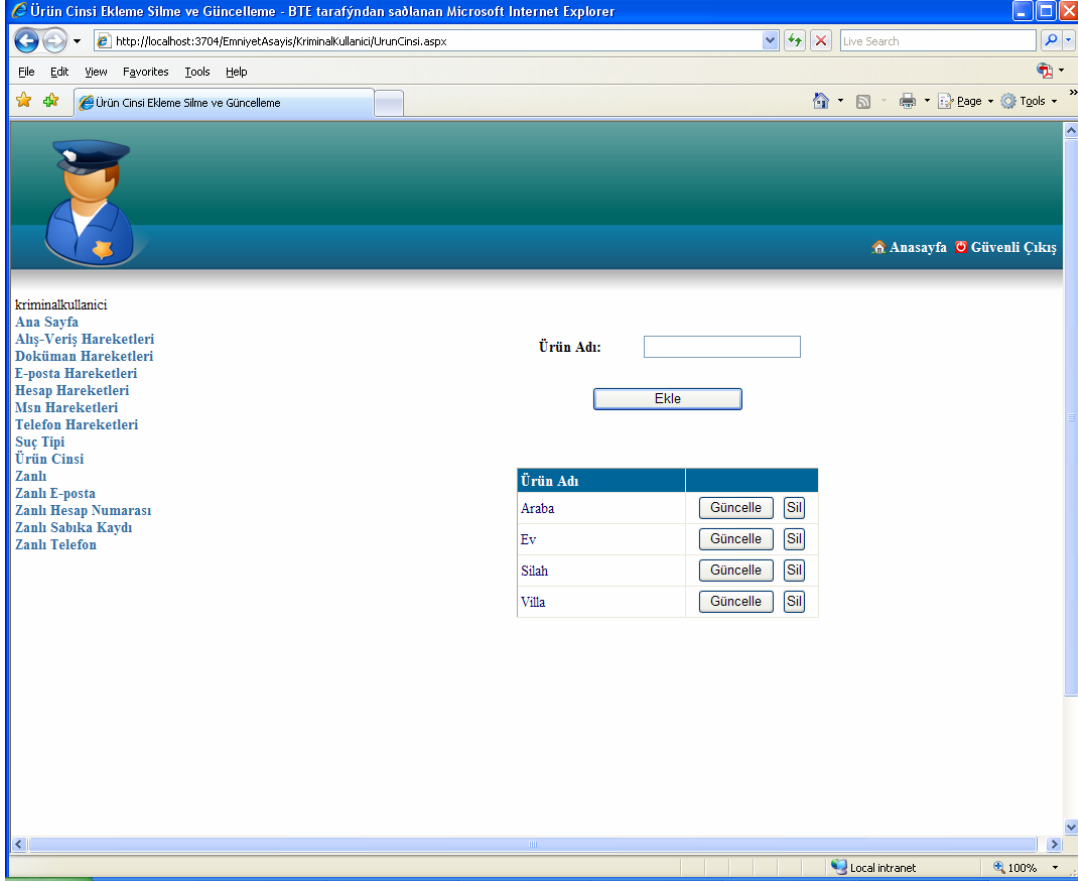 Ürün Cinsi Ekleme Silme ve Güncelleme - BTE tarafýndan saðlanan Microsoft Internet Explorer
http://localhost:3704/EmniyetAsayis/KriminalKullanici/UrunCinsi.aspx
Live Search
File Edit View Favorites Tools Help
Ürün Cinsi Ekleme Silme ve Güncelleme
Page Tools »
Anasayfa Güvenli Çıkış
kriminalkullanici
Ana Sayfa
Alış-Veriş Hareketleri
Doküman Hareketleri
E-posta Hareketleri
Hesap Hareketleri
Msn Hareketleri
Telefon Hareketleri
Suç Tipi
Ürün Cinsi
Zanlı
Zanlı E-posta
Zanlı Hesap Numarası
Zanlı Sabıka Kaydı
Zanlı Telefon
Ürün Adı:
Ekle
Ürün Adı
Araba Güncelle Sil
Ev Güncelle Sil
Silah Güncelle Sil
Villa Güncelle Sil
Local intranet 100%